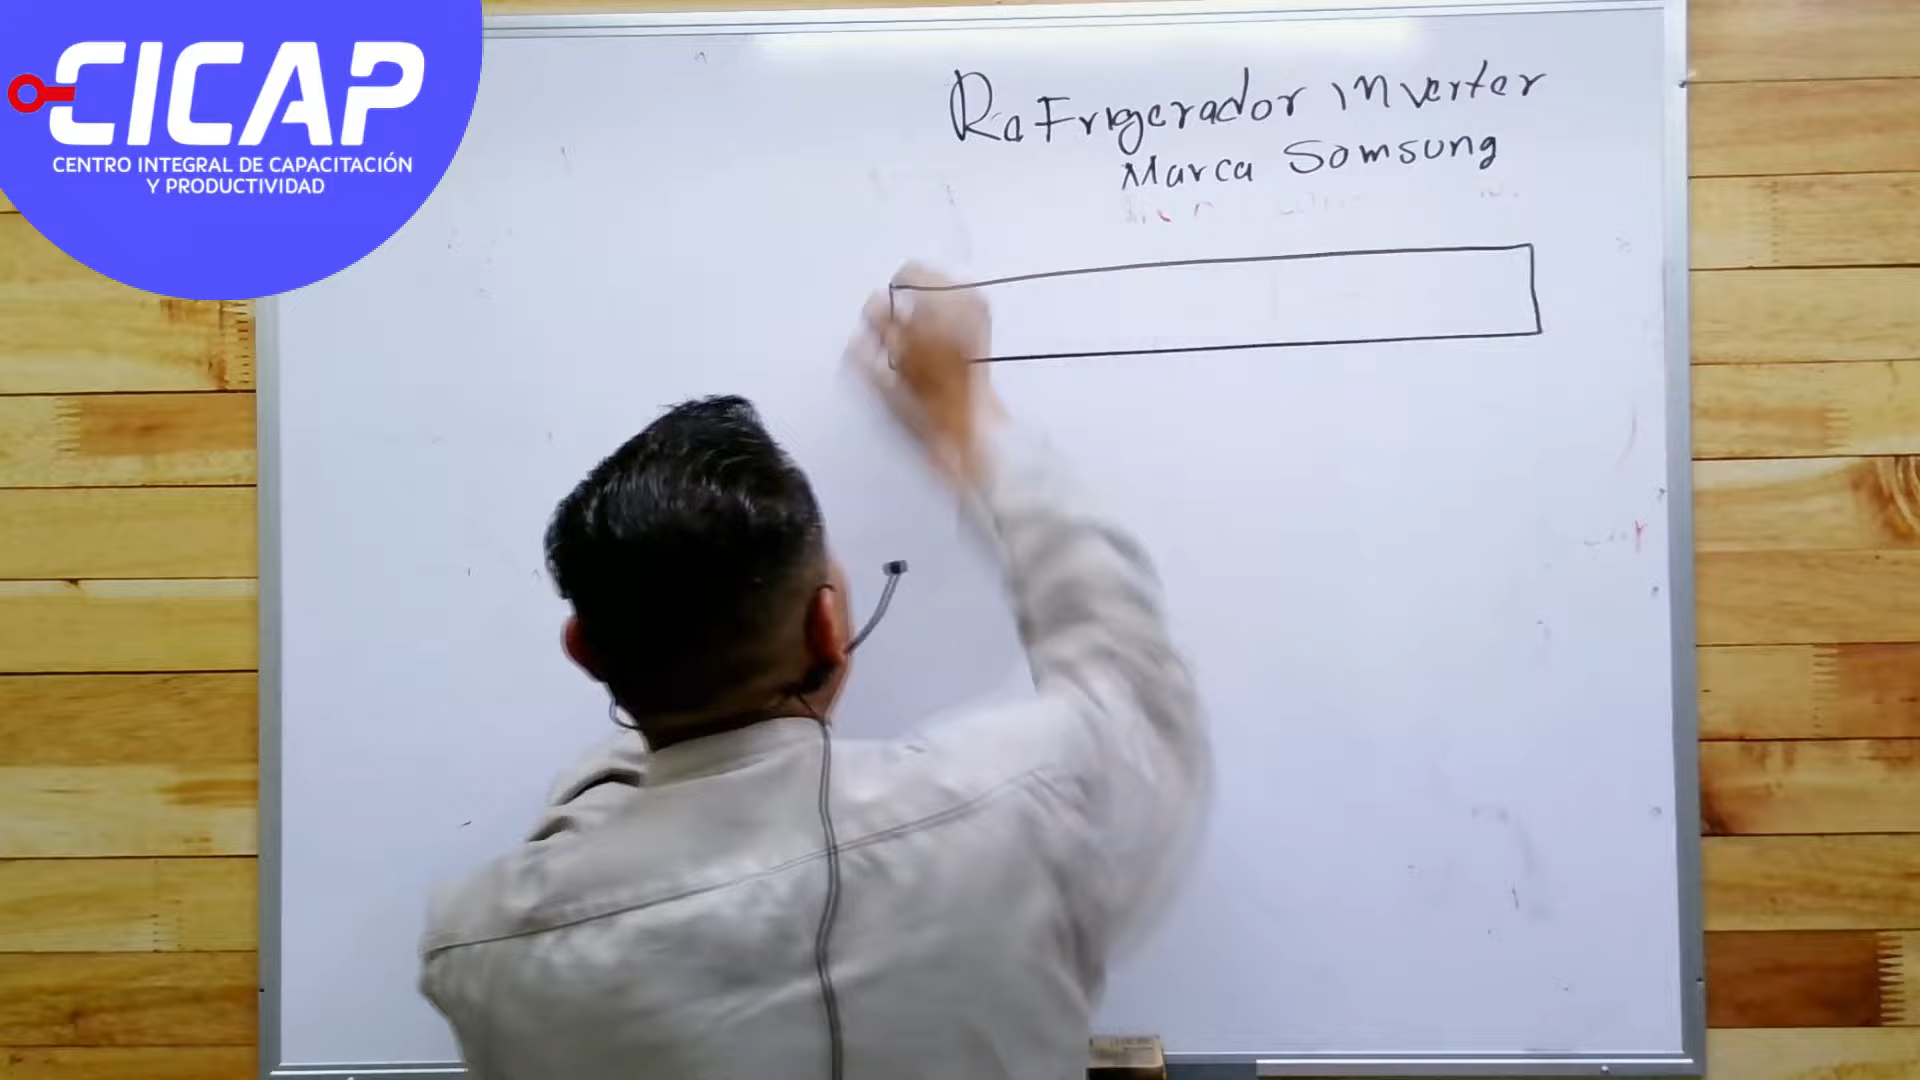 CICAP
CENTRO INTEGRAL DE CAPACITACIÓN
Y PRODUCTIVIDAD
Rafrigerador inverter
Marca Somsung